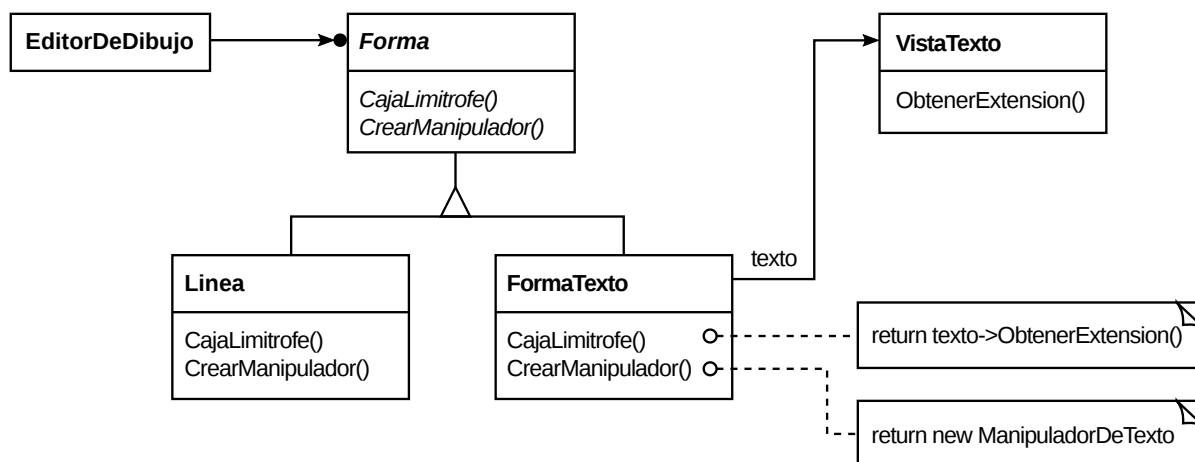 EditorDeDibujo
Forma
CajaLimitrofe()
CrearManipulador()
VistaTexto
ObtenerExtension()
Linea
CajaLimitrofe()
CrearManipulador()
FormaTexto
CajaLimitrofe()
CrearManipulador()
texto
return texto->ObtenerExtension()
return new ManipuladorDeTexto